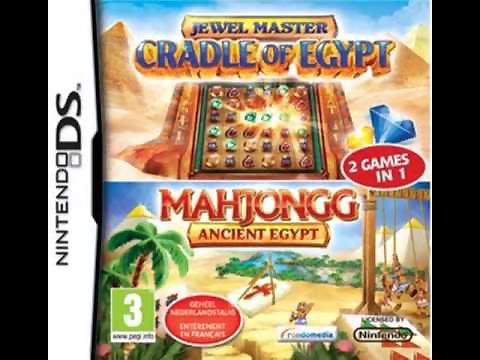 NINTENDO DS
JEWEL MASTER
CRADLE OF EGYPT
2 GAMES
IN 1
MAHJONGG
ANCIENT EGYPT
3
www.pegi.info
GEHEEL
NEDERLANDSTALIG
ENTIÈREMENT
EN FRANÇAIS
rondomedia
LICENSED BY
Nintendo